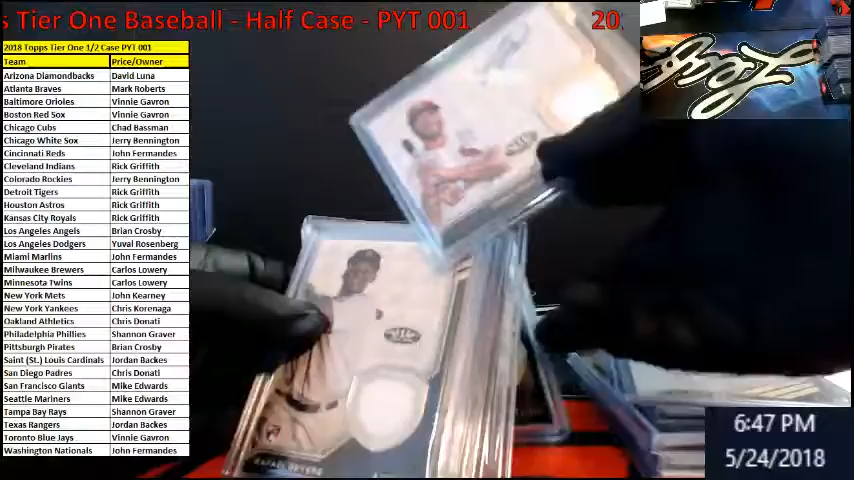 s Tier One Baseball - Half Case - PYT 001
20
2018 Topps Tier One 1/2 Case PYT 001
Team Price/Owner
Arizona Diamondbacks David Luna
Atlanta Braves Mark Roberts
Baltimore Orioles Vinnie Gavron
Boston Red Sox Vinnie Gavron
Chicago Cubs Chad Bassman
Chicago White Sox Jerry Bennington
Cincinnati Reds John Fernandes
Cleveland Indians Rick Griffith
Colorado Rockies Jerry Bennington
Detroit Tigers Rick Griffith
Houston Astros Rick Griffith
Kansas City Royals Rick Griffith
Los Angeles Angels Brian Crosby
Los Angeles Dodgers Yuval Rosenberg
Miami Marlins John Fernandes
Milwaukee Brewers Carlos Lowery
Minnesota Twins Carlos Lowery
New York Mets John Kearney
New York Yankees Chris Korenaga
Oakland Athletics Chris Donati
Philadelphia Phillies Shannon Graver
Pittsburgh Pirates Brian Crosby
Saint (St.) Louis Cardinals Jordan Backes
San Diego Padres Chris Donati
San Francisco Giants Mike Edwards
Seattle Mariners Mike Edwards
Tampa Bay Rays Shannon Graver
Texas Rangers Jordan Backes
Toronto Blue Jays Vinnie Gavron
Washington Nationals John Fernandes
RAFAEL DEVERS
6:47 PM
5/24/2018